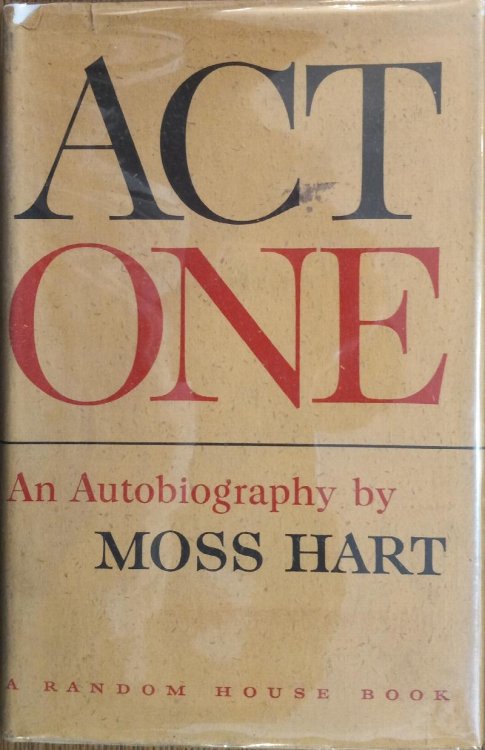 ACT
ONE
An Autobiography by
MOSS HART
A RANDOM HOUSE BOOK